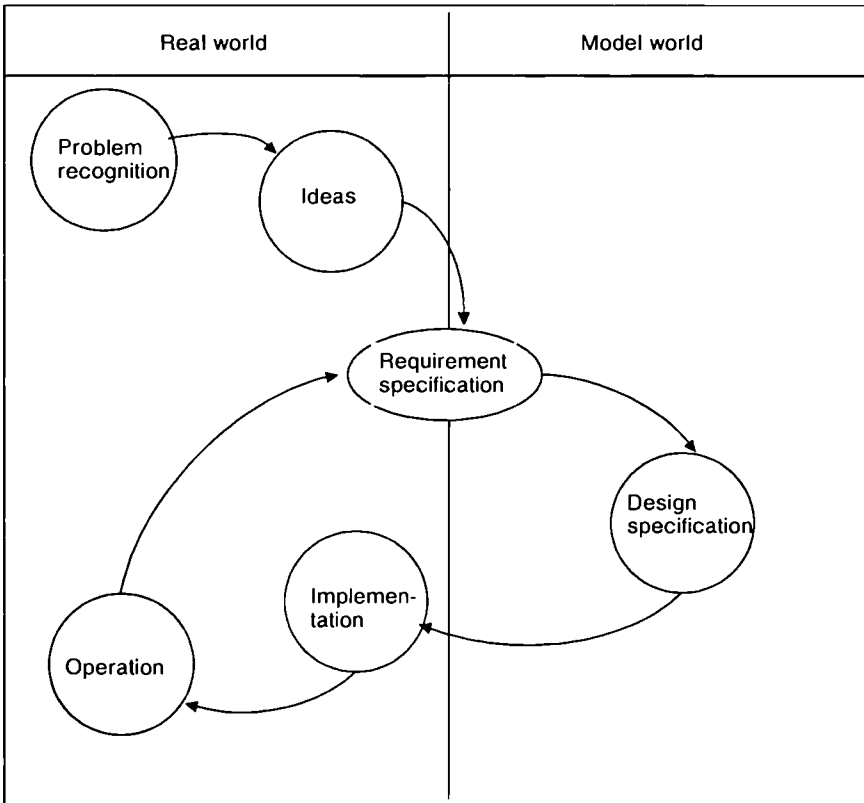 Real world
Model world
Problem
recognition
Ideas
Requirement
specification
Design
specification
Implemen-
tation
Operation